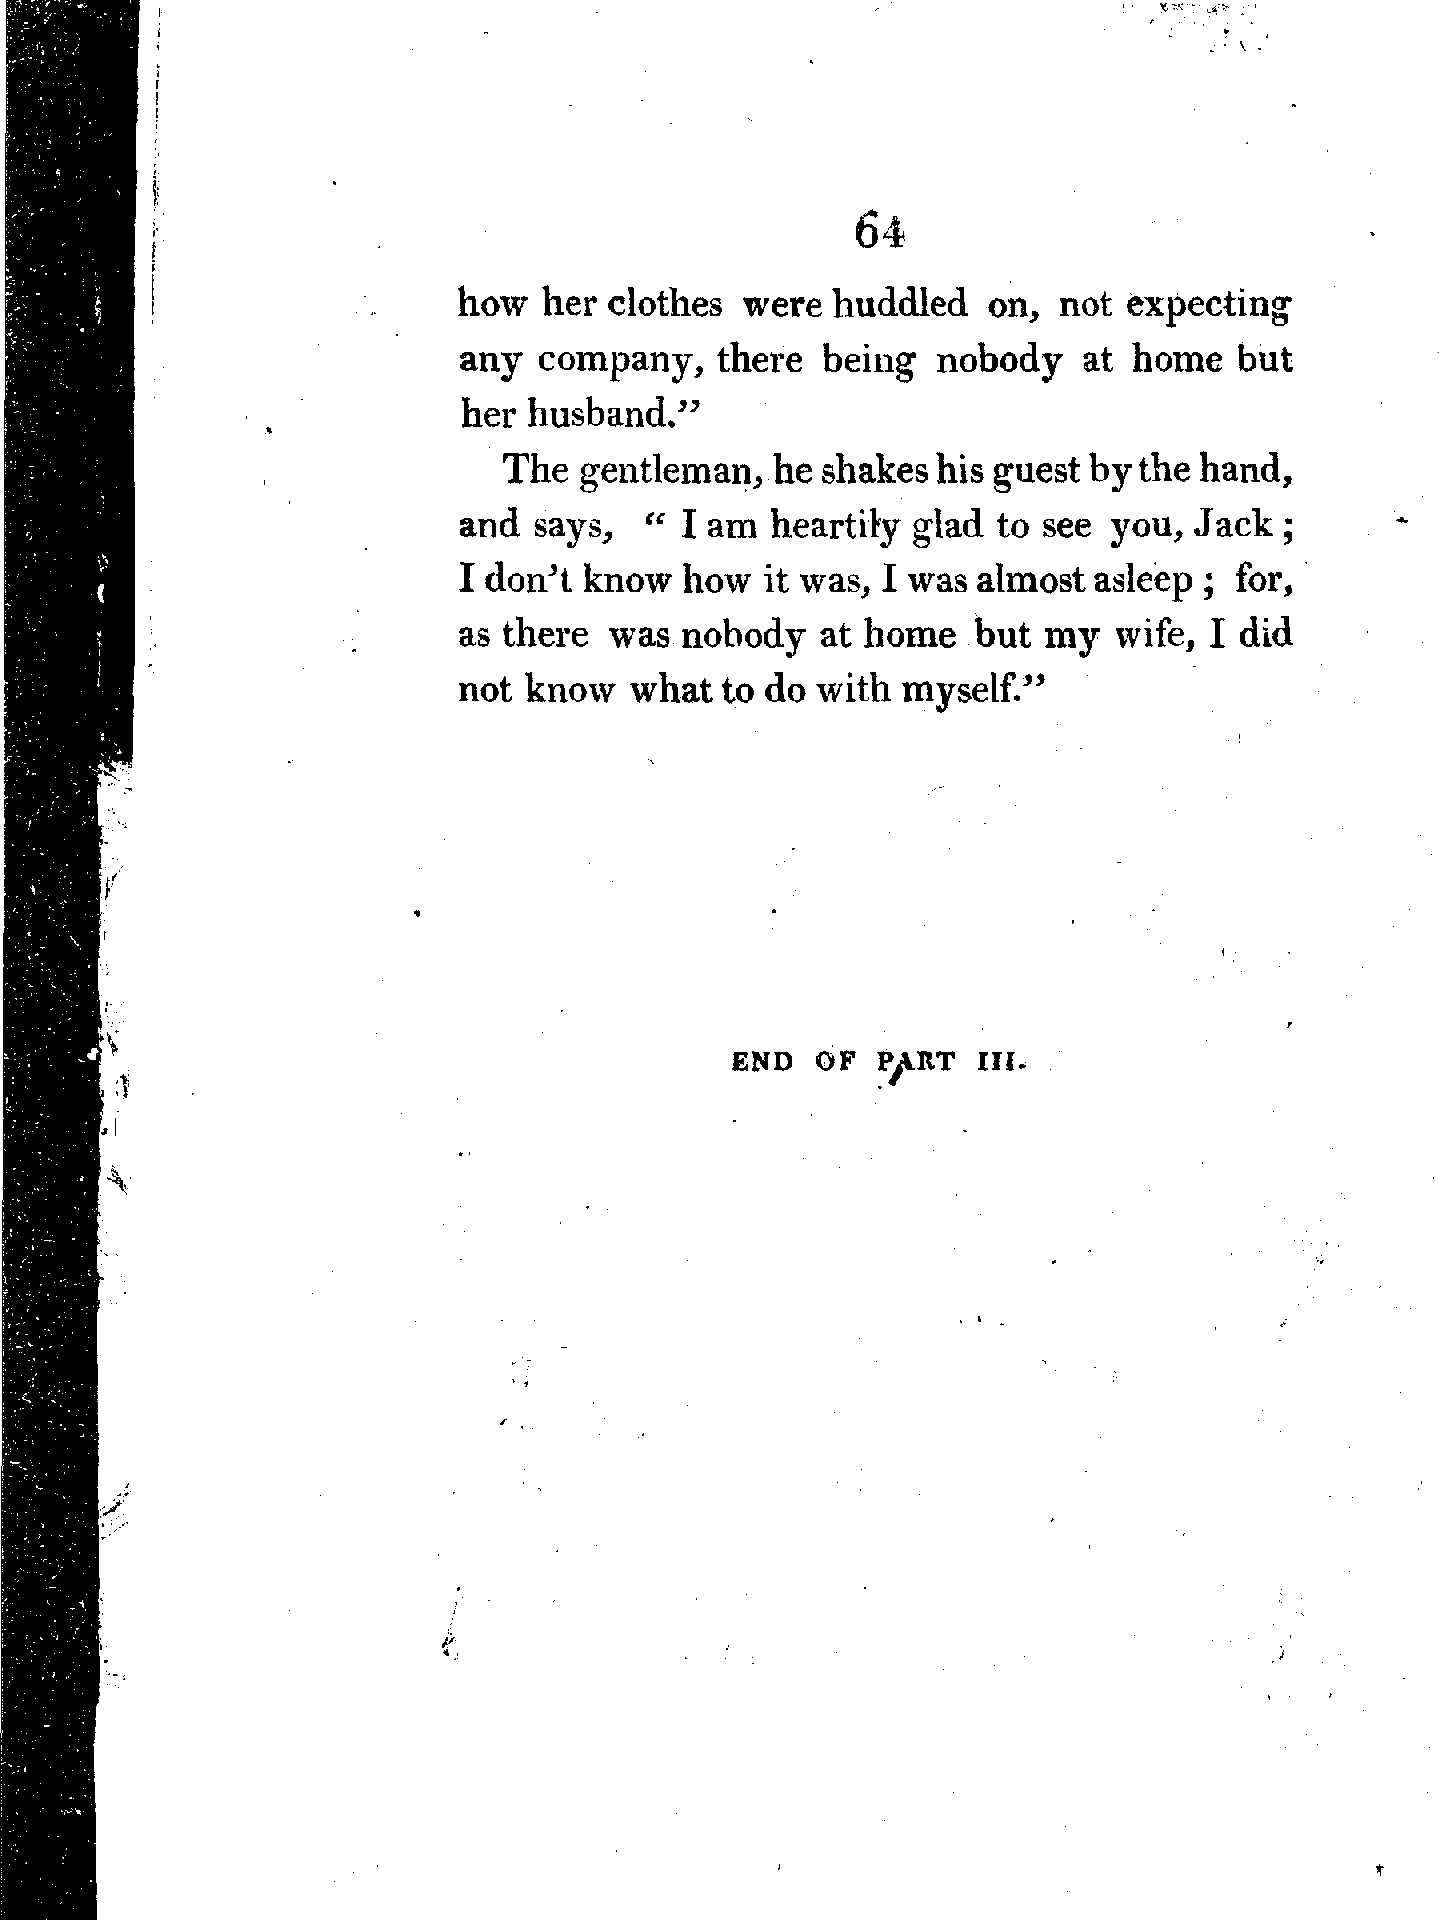 64
how her clothes were huddled on, not expecting
any company, there being nobody at home but
her husband.”
The gentleman, he shakes his guest by the hand,
and says, “ I am heartily glad to see you, Jack ;
I don’t know how it was, I was almost asleep ; for,
as there was nobody at home but my wife, I did
not know what to do with myself.”
END OF PART III.